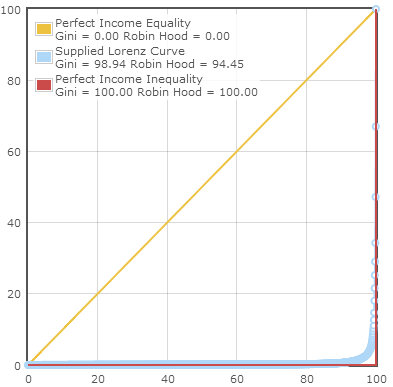 100
Perfect Income Equality
Gini = 0.00 Robin Hood = 0.00
Supplied Lorenz Curve
Gini = 98.94 Robin Hood = 94.45
Perfect Income Inequality
Gini = 100.00 Robin Hood = 100.00
80
60
40
20
0
0 20 40 60 80 100